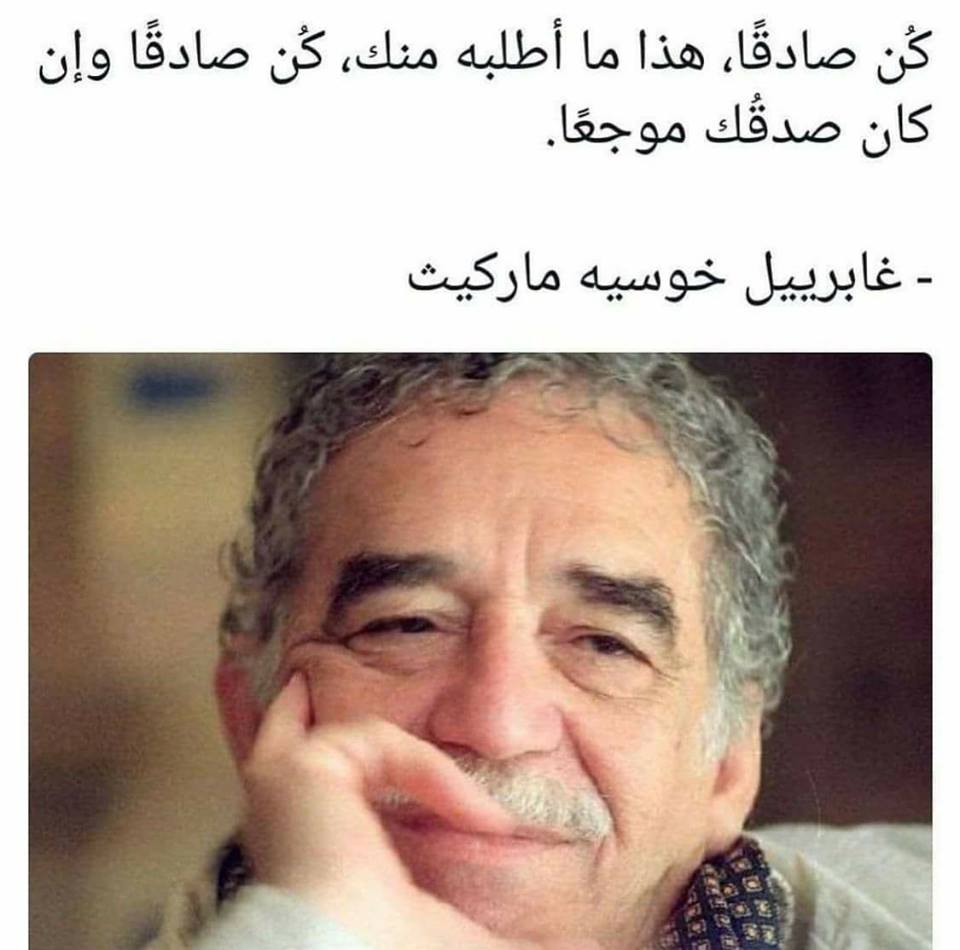 كُن صادقًا، هذا ما أطلبه منك، كُن صادقًا وإن
كان صدقُك موجعًا.
- غابرييل خوسيه ماركيث